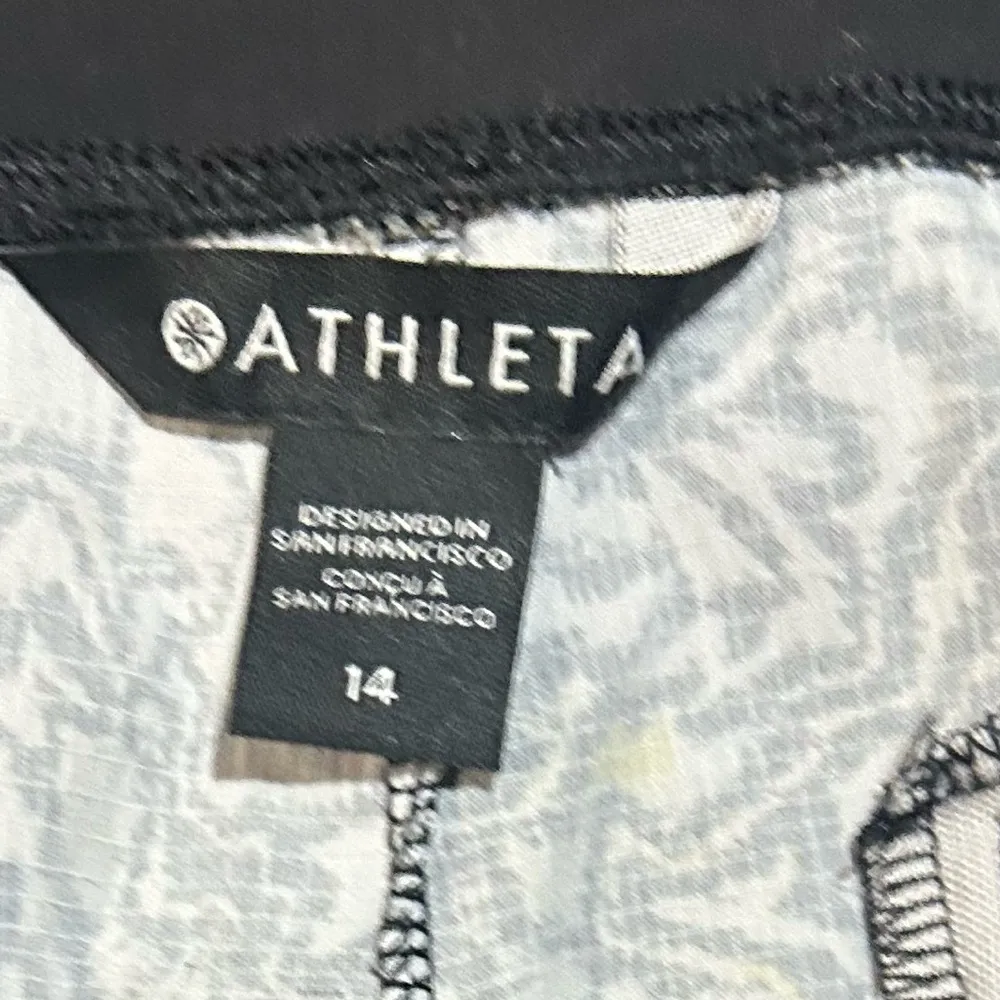 ATHLETA
DESIGNED IN
SAN FRANCISCO
CONÇU À
SAN FRANCISCO
14